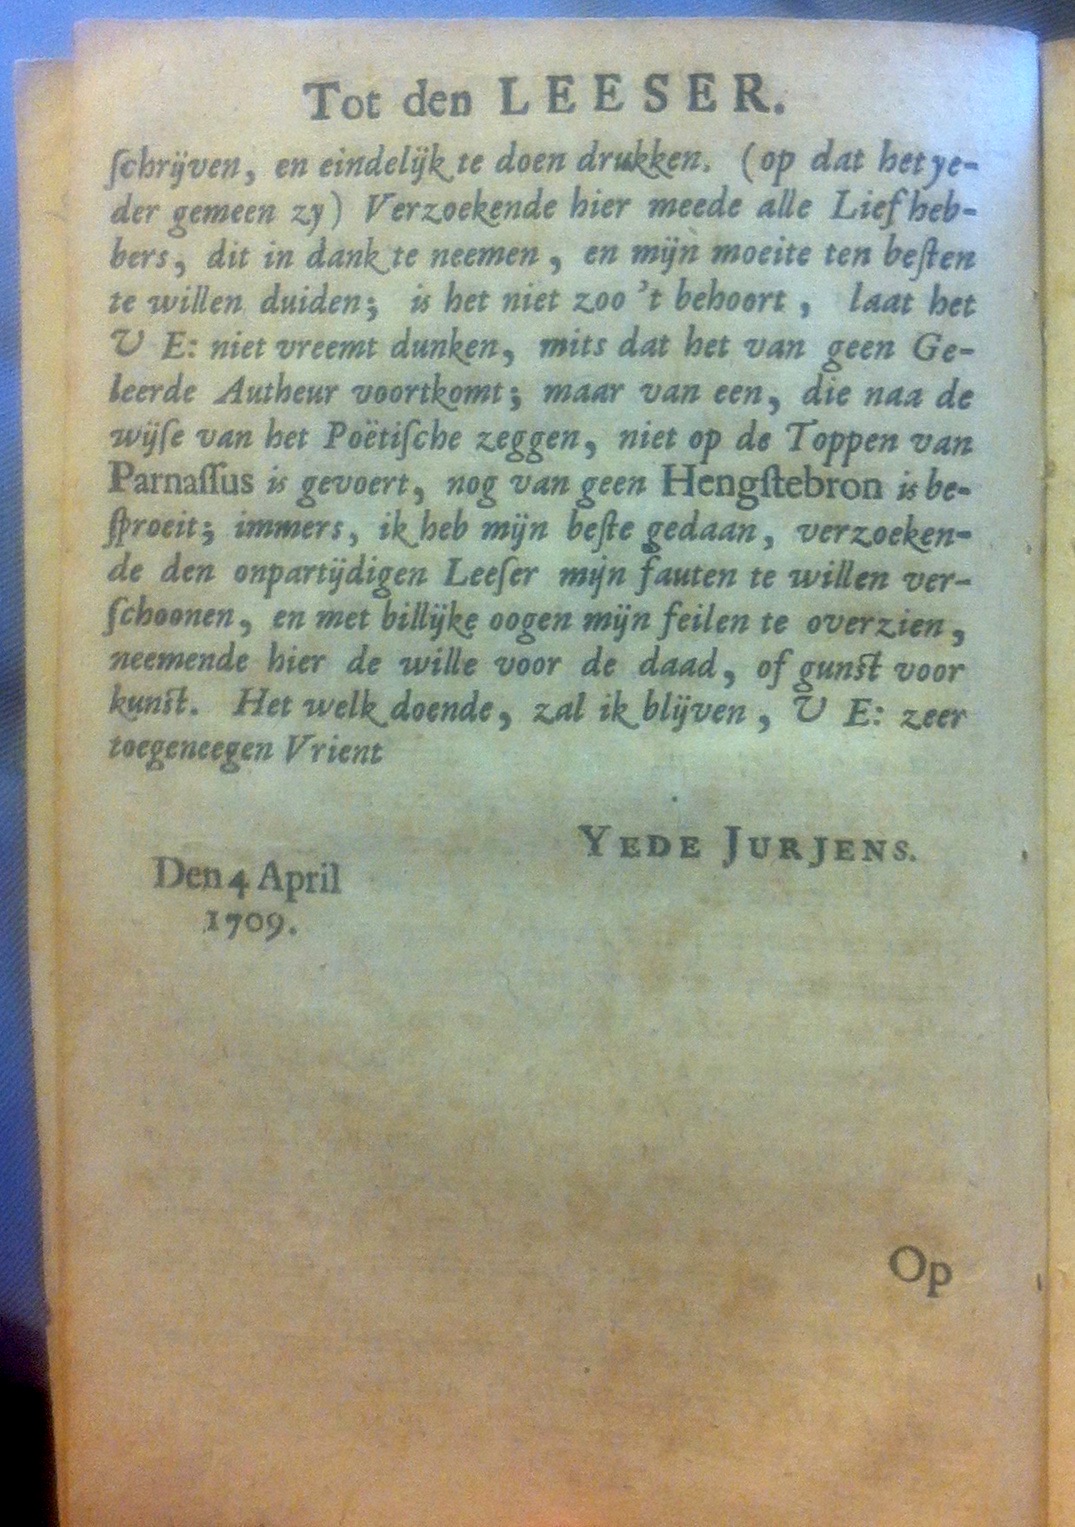 Tot den LEESER.
ſchrijven, en eindelijk te doen drukken. (op dat het ye-
der gemeen zy) Verzoekende hier meede alle Liefheb-
bers, dit in dank te neemen, en mijn moeite ten beſten
te willen duiden; is het niet zoo 't behoort, laat het
U E: niet vreemt dunken, mits dat het van geen Ge-
leerde Autheur voortkomt; maar van een, die naa de
wijſe van het Poëtiſche zeggen, niet op de Toppen van
Parnaſſus is gevoert, nog van geen Hengſtebron is be-
ſproeit; immers, ik heb mijn beſte gedaan, verzoeken-
de den onpartijdigen Leeſer mijn fauten te willen ver-
ſchoonen, en met billijke oogen mijn feilen te overzien,
neemende hier de wille voor de daad, of gunſt voor
kunſt. Het welk doende, zal ik blijven, U E: zeer
toegeneegen Vrient
YEDE JURJENS.
Den 4 April
1709.
Op